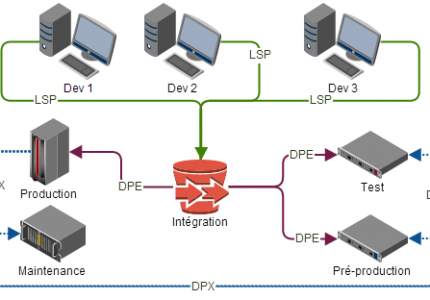 Dev 1
Dev 2
Dev 3
LSP
LSP
LSP
DPE
DPE
DPE
X
Production
Intégration
Test
D
Maintenance
Pré-production
DPX